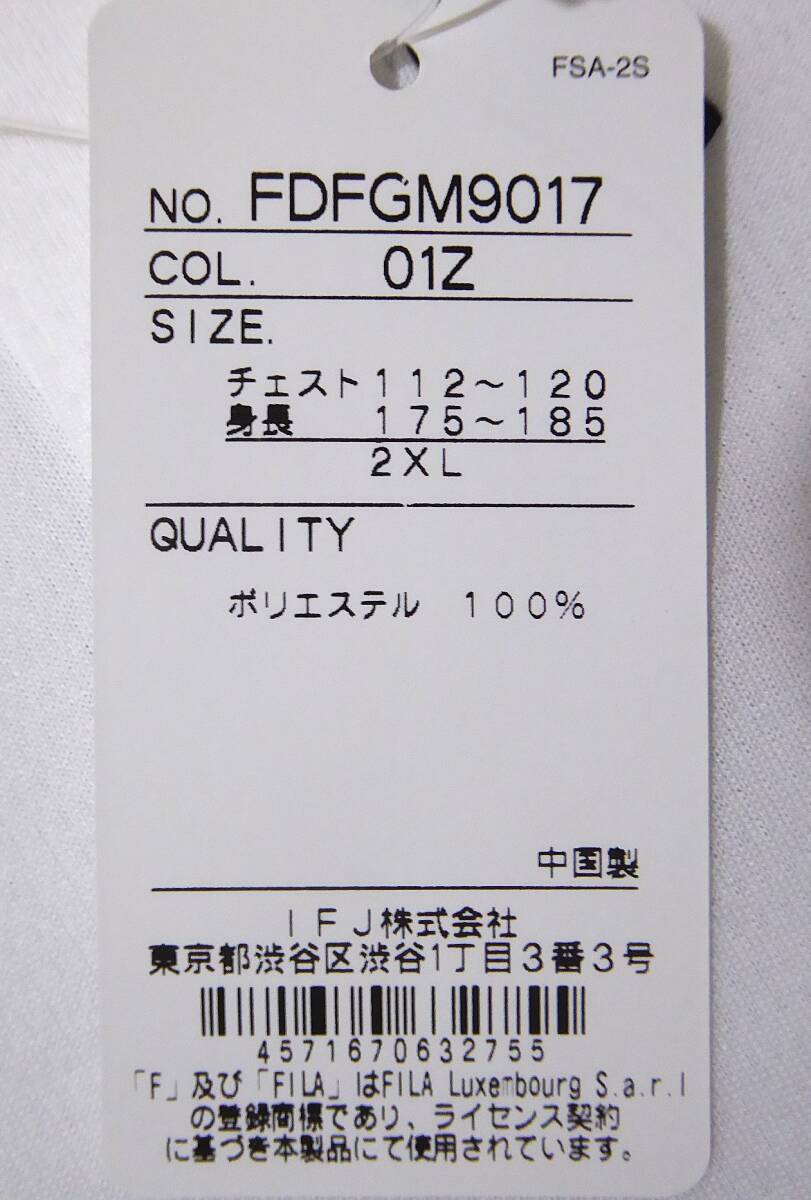 FSA-2S
NO. FDFGM9017
COL. 01Z
SIZE.
チェスト112～120
身長 175～185
2XL
QUALITY
ポリエステル 100%
中国製
IFJ株式会社
東京都渋谷区渋谷1丁目3番3号
4571670632755
「F」及び「FILA」はFILA Luxembourg S.a.r.l
の登録商標であり、ライセンス契約
に基づき本製品にて使用されています。